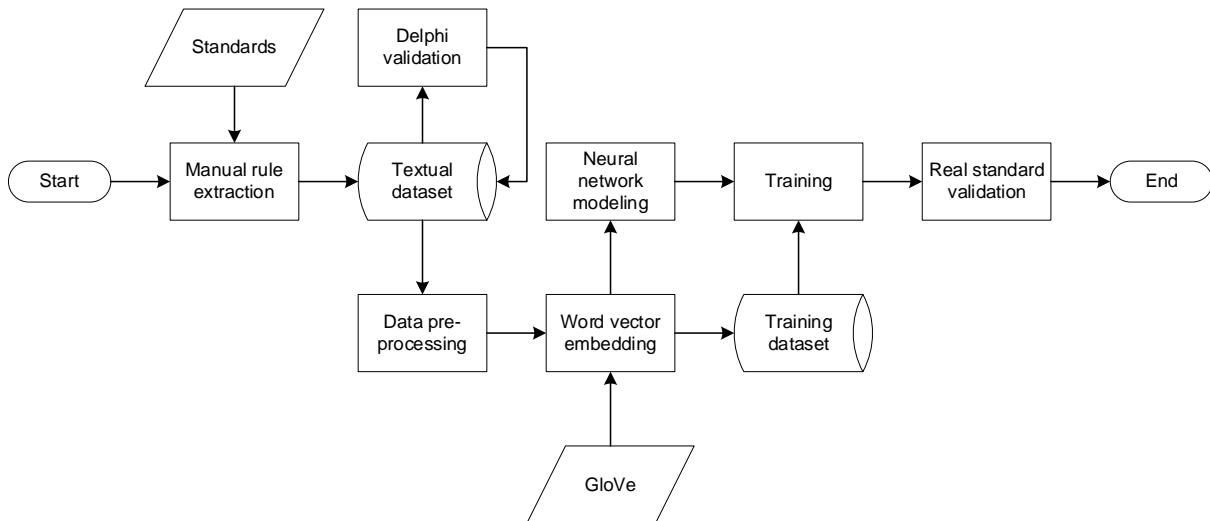 Standards
Delphi
validation
Start
Manual rule
extraction
Textual
dataset
Neural
network
modeling
Training
Real standard
validation
End
Data pre-
processing
Word vector
embedding
Training
dataset
GloVe